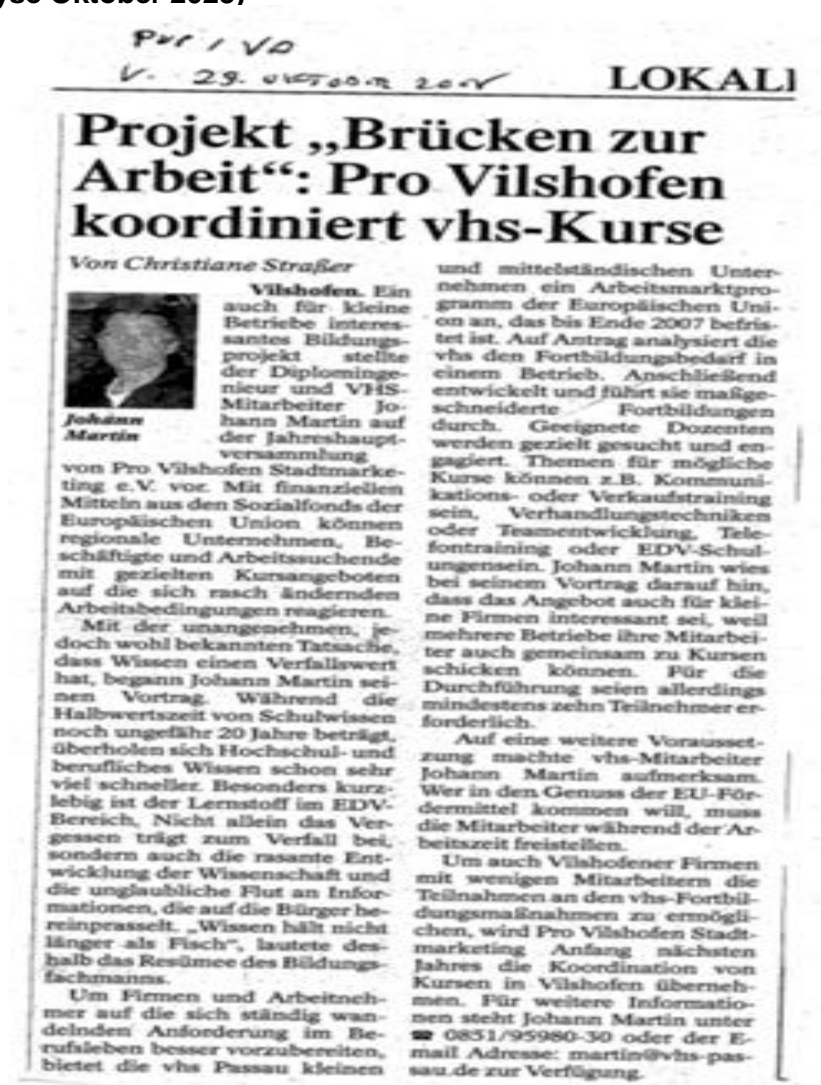 V. 29. Oktober
LOKAL
Projekt „Brücken zur
Arbeit“: Pro Vilshofen
koordiniert vhs-Kurse
Von Christiane Straßer
Johann
Martin
Vilshofen. Ein
auch für kleine
Betriebe interes-
santes Bildungs-
projekt stellte
der Diplominge-
nieur und VHS-
Mitarbeiter Jo-
hann Martin auf
der Jahreshaupt-
versammlung
von Pro Vilshofen Stadtmarke-
ting e.V. vor. Mit finanziellen
Mitteln aus den Sozialfonds der
Europäischen Union können
regionale Unternehmen, Be-
schäftigte und Arbeitssuchende
mit gezielten Kursangeboten
auf die sich rasch ändernden
Arbeitsbedingungen reagieren.
Mit der unangenehmen, je-
doch wohl bekannten Tatsache,
dass Wissen einen Verfallswert
hat, begann Johann Martin sei-
nen Vortrag. Während die
Halbwertszeit von Schulwissen
noch ungefähr 20 Jahre beträgt,
überholen sich Hochschul- und
berufliches Wissen schon sehr
viel schneller. Besonders kurz-
lebig ist der Lernstoff im EDV-
Bereich, Nicht allein das Ver-
gessen trägt zum Verfall bei,
sondern auch die rasante Ent-
wicklung der Wissenschaft und
die unglaubliche Flut an Infor-
mationen, die auf die Bürger he-
reinprasselt. „Wissen hält nicht
länger als Fisch“, lautete des-
halb das Resümee des Bildungs-
fachmanns.
Um Firmen und Arbeitneh-
mer auf die sich ständig wan-
delnden Anforderung im Be-
rufsleben besser vorzubereiten,
bietet die vhs Passau kleinen
und mittelständischen Unter-
nehmen ein Arbeitsmarktpro-
gramm der Europäischen Uni-
on an, das bis Ende 2007 befris-
tet ist. Auf Antrag analysiert die
vhs den Fortbildungsbedarf in
einem Betrieb. Anschließend
entwickelt und führt sie maßge-
schneiderte Fortbildungen
durch. Geeignete Dozenten
werden gezielt gesucht und en-
gagiert. Themen für mögliche
Kurse können z.B. Kommuni-
kations- oder Verkaufstraining
sein, Verhandlungstechniken
oder Teamentwicklung, Tele-
fontraining oder EDV-Schul-
ungensein. Johann Martin wies
bei seinem Vortrag darauf hin,
dass das Angebot auch für klei-
ne Firmen interessant sei, weil
mehrere Betriebe ihre Mitarbei-
ter auch gemeinsam zu Kursen
schicken können. Für die
Durchführung seien allerdings
mindestens zehn Teilnehmer er-
forderlich.
Auf eine weitere Vorausset-
zung machte vhs-Mitarbeiter
Johann Martin aufmerksam.
Wer in den Genuss der EU-För-
dermittel kommen will, muss
die Mitarbeiter während der Ar-
beitszeit freistellen.
Um auch Vilshofener Firmen
mit wenigen Mitarbeitern die
Teilnahmen an den vhs-Fortbil-
dungsmaßnahmen zu ermögli-
chen, wird Pro Vilshofen Stadt-
marketing Anfang nächsten
Jahres die Koordination von
Kursen in Vilshofen überneh-
men. Für weitere Informatio-
nen steht Johann Martin unter
☎ 0851/95980-30 oder der E-
mail Adresse: martin@vhs-pas-
sau.de zur Verfügung.